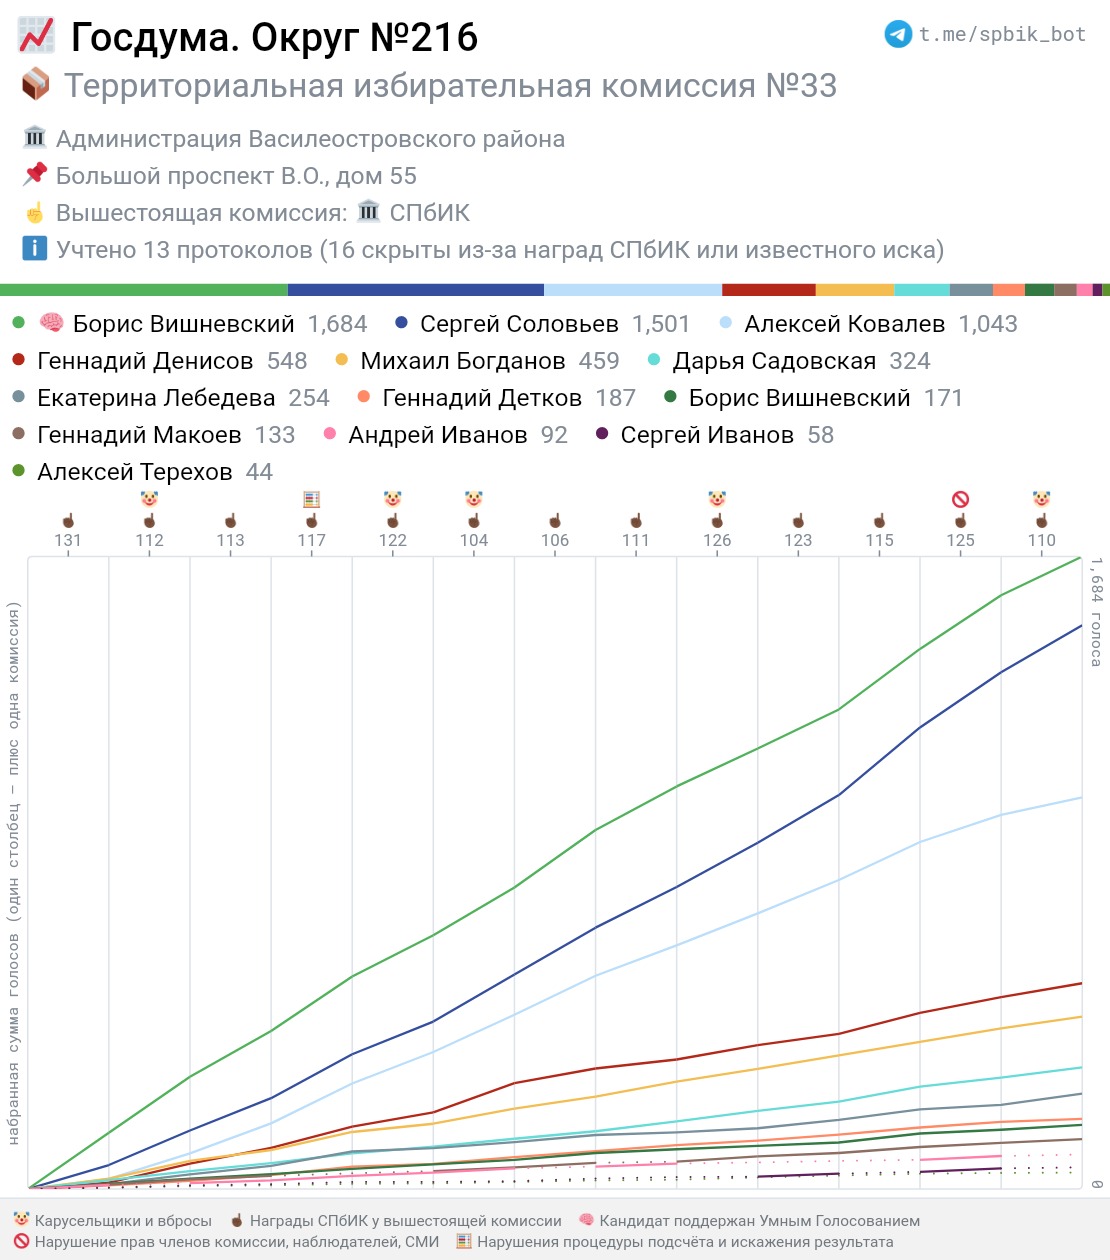 Госдума. Округ №216
t.me/spbik_bot
Территориальная избирательная комиссия №33
Администрация Василеостровского района
Большой проспект В.О., дом 55
Вышестоящая комиссия: СПбИК
Учтено 13 протоколов (16 скрыты из-за наград СПбИК или известного иска)
Борис Вишневский 1,684 Сергей Соловьев 1,501 Алексей Ковалев 1,043
Геннадий Денисов 548 Михаил Богданов 459 Дарья Садовская 324
Екатерина Лебедева 254 Геннадий Детков 187 Борис Вишневский 171
Геннадий Макоев 133 Андрей Иванов 92 Сергей Иванов 58
Алексей Терехов 44
131 112 113 117 122 104 106 111 126 123 115 125 110
набранная сумма голосов (один столбец — плюс одна комиссия)
1,684 голоса
0
Карусельщики и вбросы Награды СПбИК у вышестоящей комиссии Кандидат поддержан Умным Голосованием
Нарушение прав членов комиссии, наблюдателей, СМИ Нарушения процедуры подсчёта и искажения результата